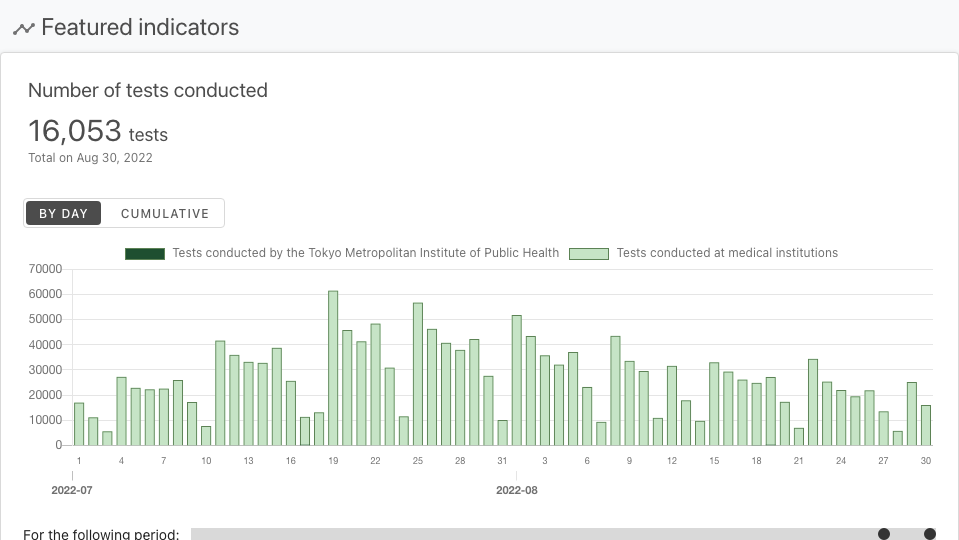 Featured indicators
Number of tests conducted
16,053 tests
Total on Aug 30, 2022
BY DAY CUMULATIVE
Tests conducted by the Tokyo Metropolitan Institute of Public Health Tests conducted at medical institutions
70000
60000
50000
40000
30000
20000
10000
0
1 4 7 10 13 16 19 22 25 28 31 3 6 9 12 15 18 21 24 27 30
2022-07 2022-08
For the following period: